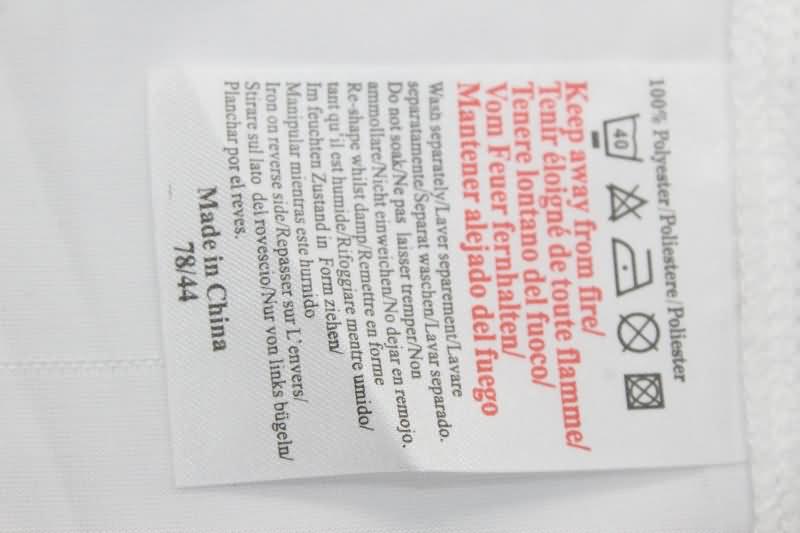 100% Polyester/Poliestere/Poliester
40
Keep away from fire/
Tenir éloigné de toute flamme/
Tenere lontano del fuoco/
Vom Feuer fernhalten/
Mantener alejado del fuego
Wash separately/Laver separement/Lavare
separatamente/Separat waschen/Lavar separado.
Do not soak/Ne pas laisser tremper/Non
ammollare/Nicht einweichen/No dejar en remojo.
Re-shape whilst damp/Remettre en forme
tant qu'il est humide/Rifoggiare mentre umido/
Im feuchten Zustand in Form ziehen/
Manipular mientras este humido
Iron on reverse side/Repasser sur L'envers/
Stirare sul lato del rovescio/Nur von links bügeln/
Planchar por el reves.
Made in China
78/44